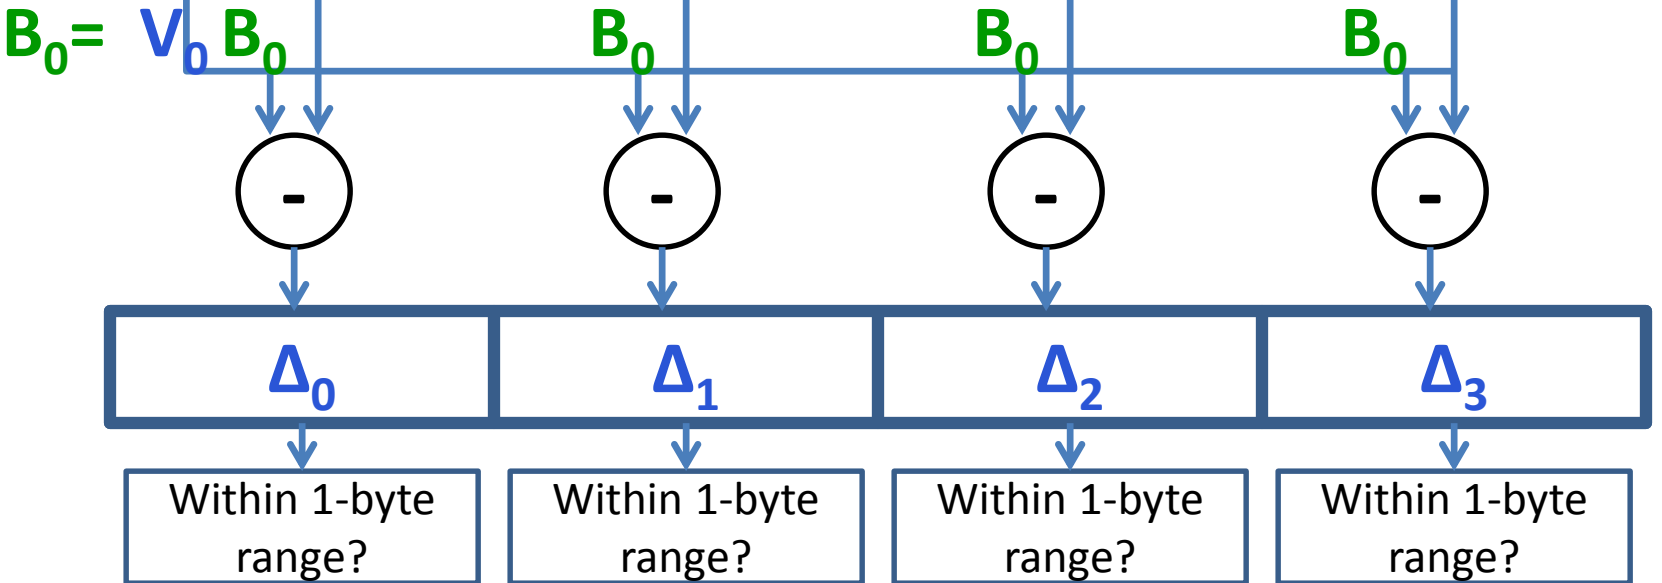 B₀= V₀ B₀ B₀ B₀ B₀
- - - -
Δ₀ Δ₁ Δ₂ Δ₃
Within 1-byte Within 1-byte Within 1-byte Within 1-byte
range? range? range? range?